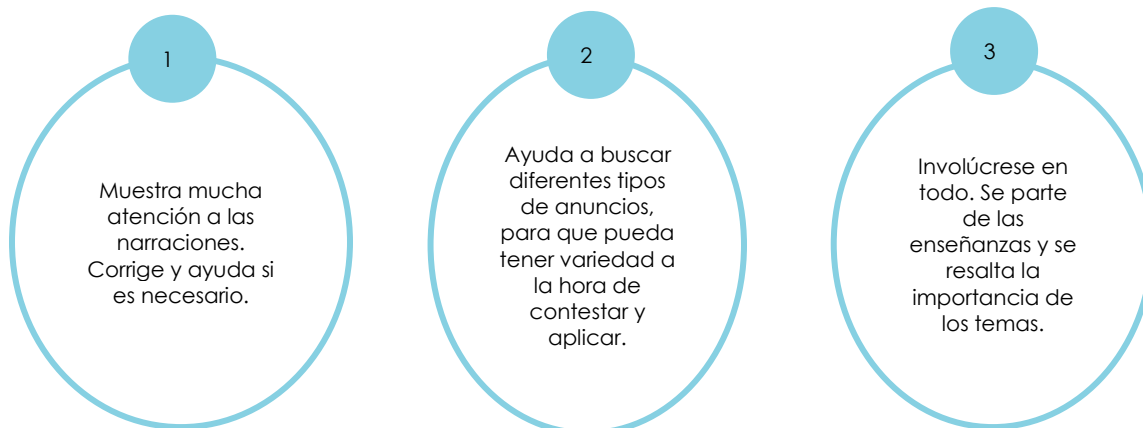 1
Muestra mucha
atención a las
narraciones.
Corrige y ayuda si
es necesario.
2
Ayuda a buscar
diferentes tipos
de anuncios,
para que pueda
tener variedad a
la hora de
contestar y
aplicar.
3
Involúcrese en
todo. Se parte
de las
enseñanzas y se
resalta la
importancia de
los temas.